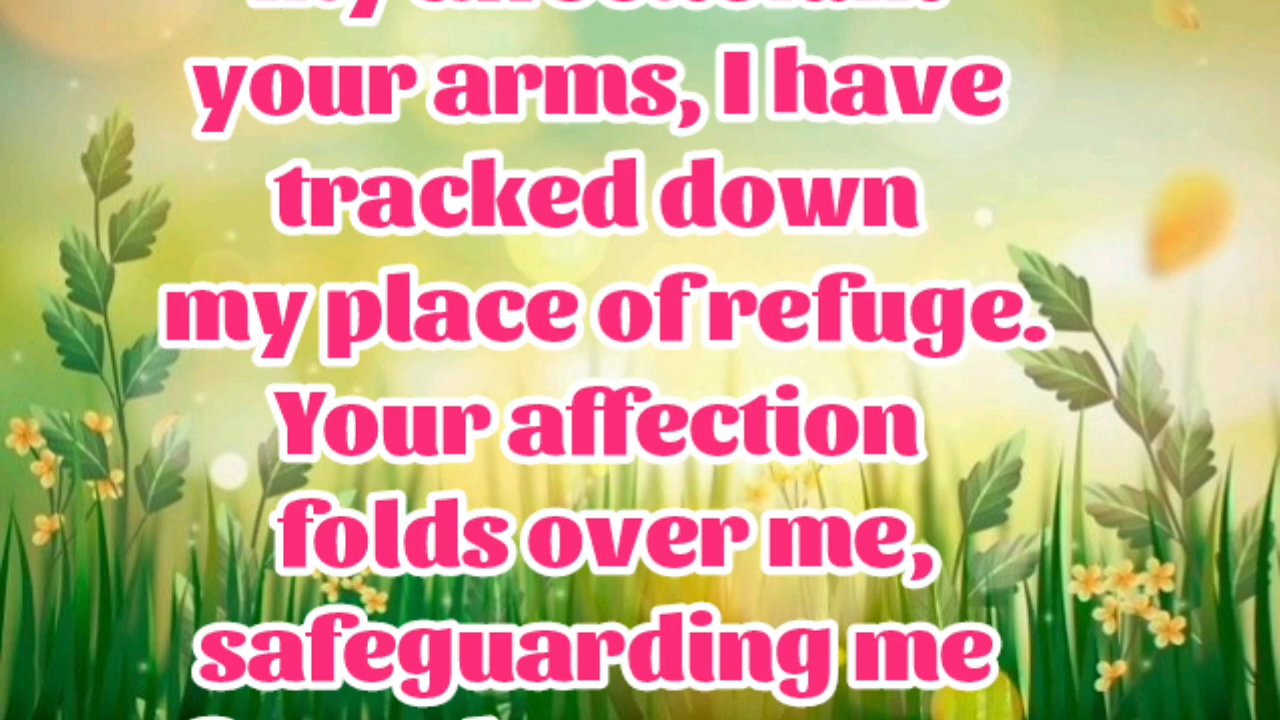 your arms, I have
tracked down
my place of refuge.
Your affection
folds over me,
safeguarding me